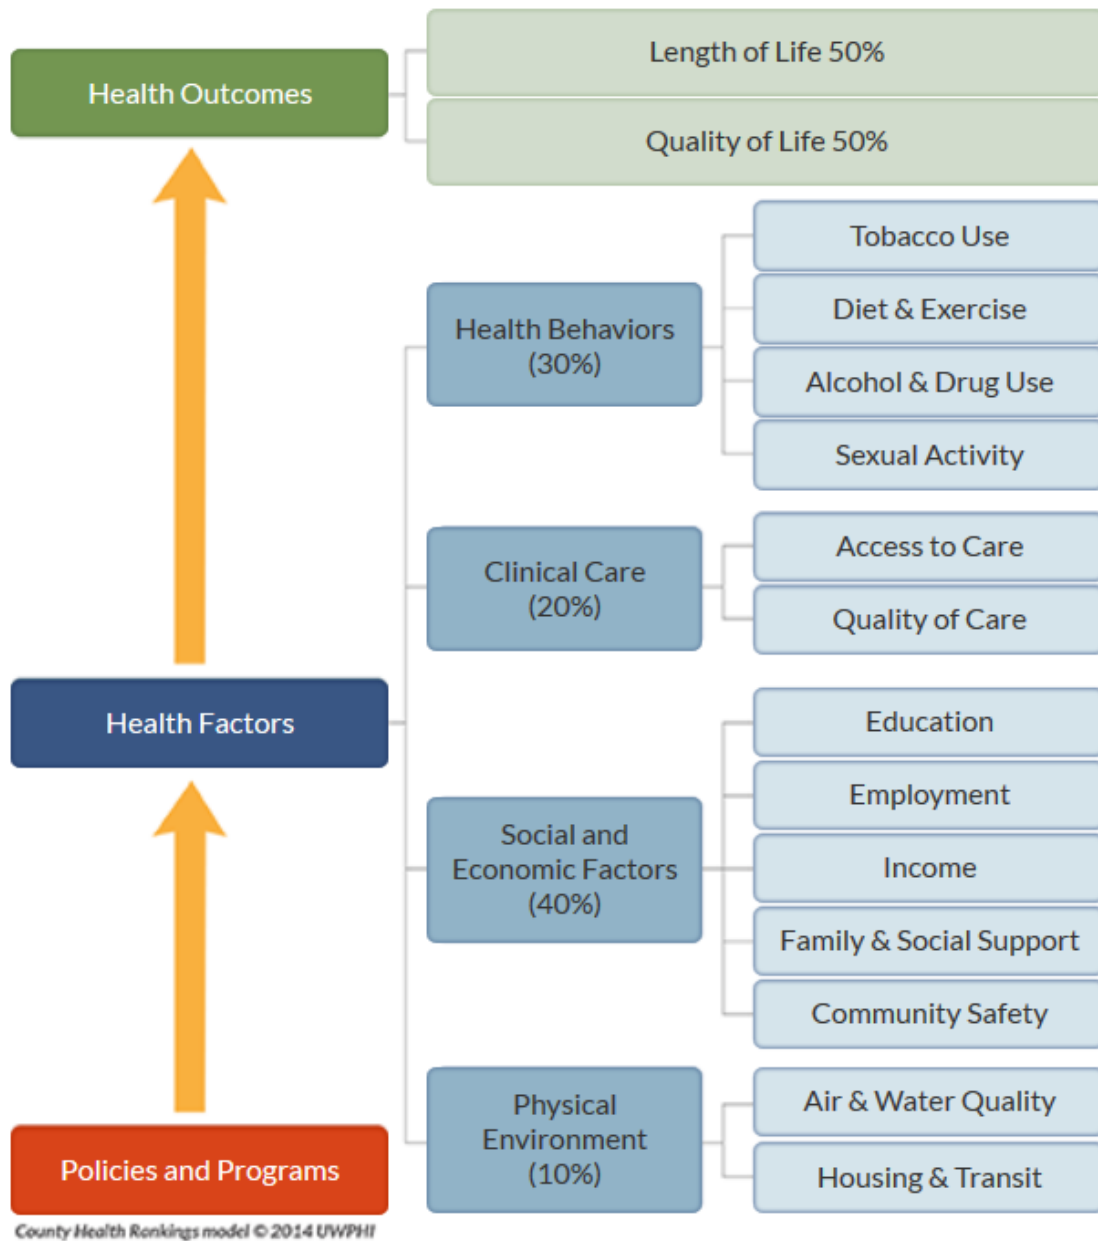 Health Outcomes
Length of Life 50%
Quality of Life 50%
Health Factors
Health Behaviors
(30%)
Tobacco Use
Diet & Exercise
Alcohol & Drug Use
Sexual Activity
Clinical Care
(20%)
Access to Care
Quality of Care
Social and
Economic Factors
(40%)
Education
Employment
Income
Family & Social Support
Community Safety
Physical
Environment
(10%)
Air & Water Quality
Housing & Transit
Policies and Programs
County Health Rankings model © 2014 UWPHI